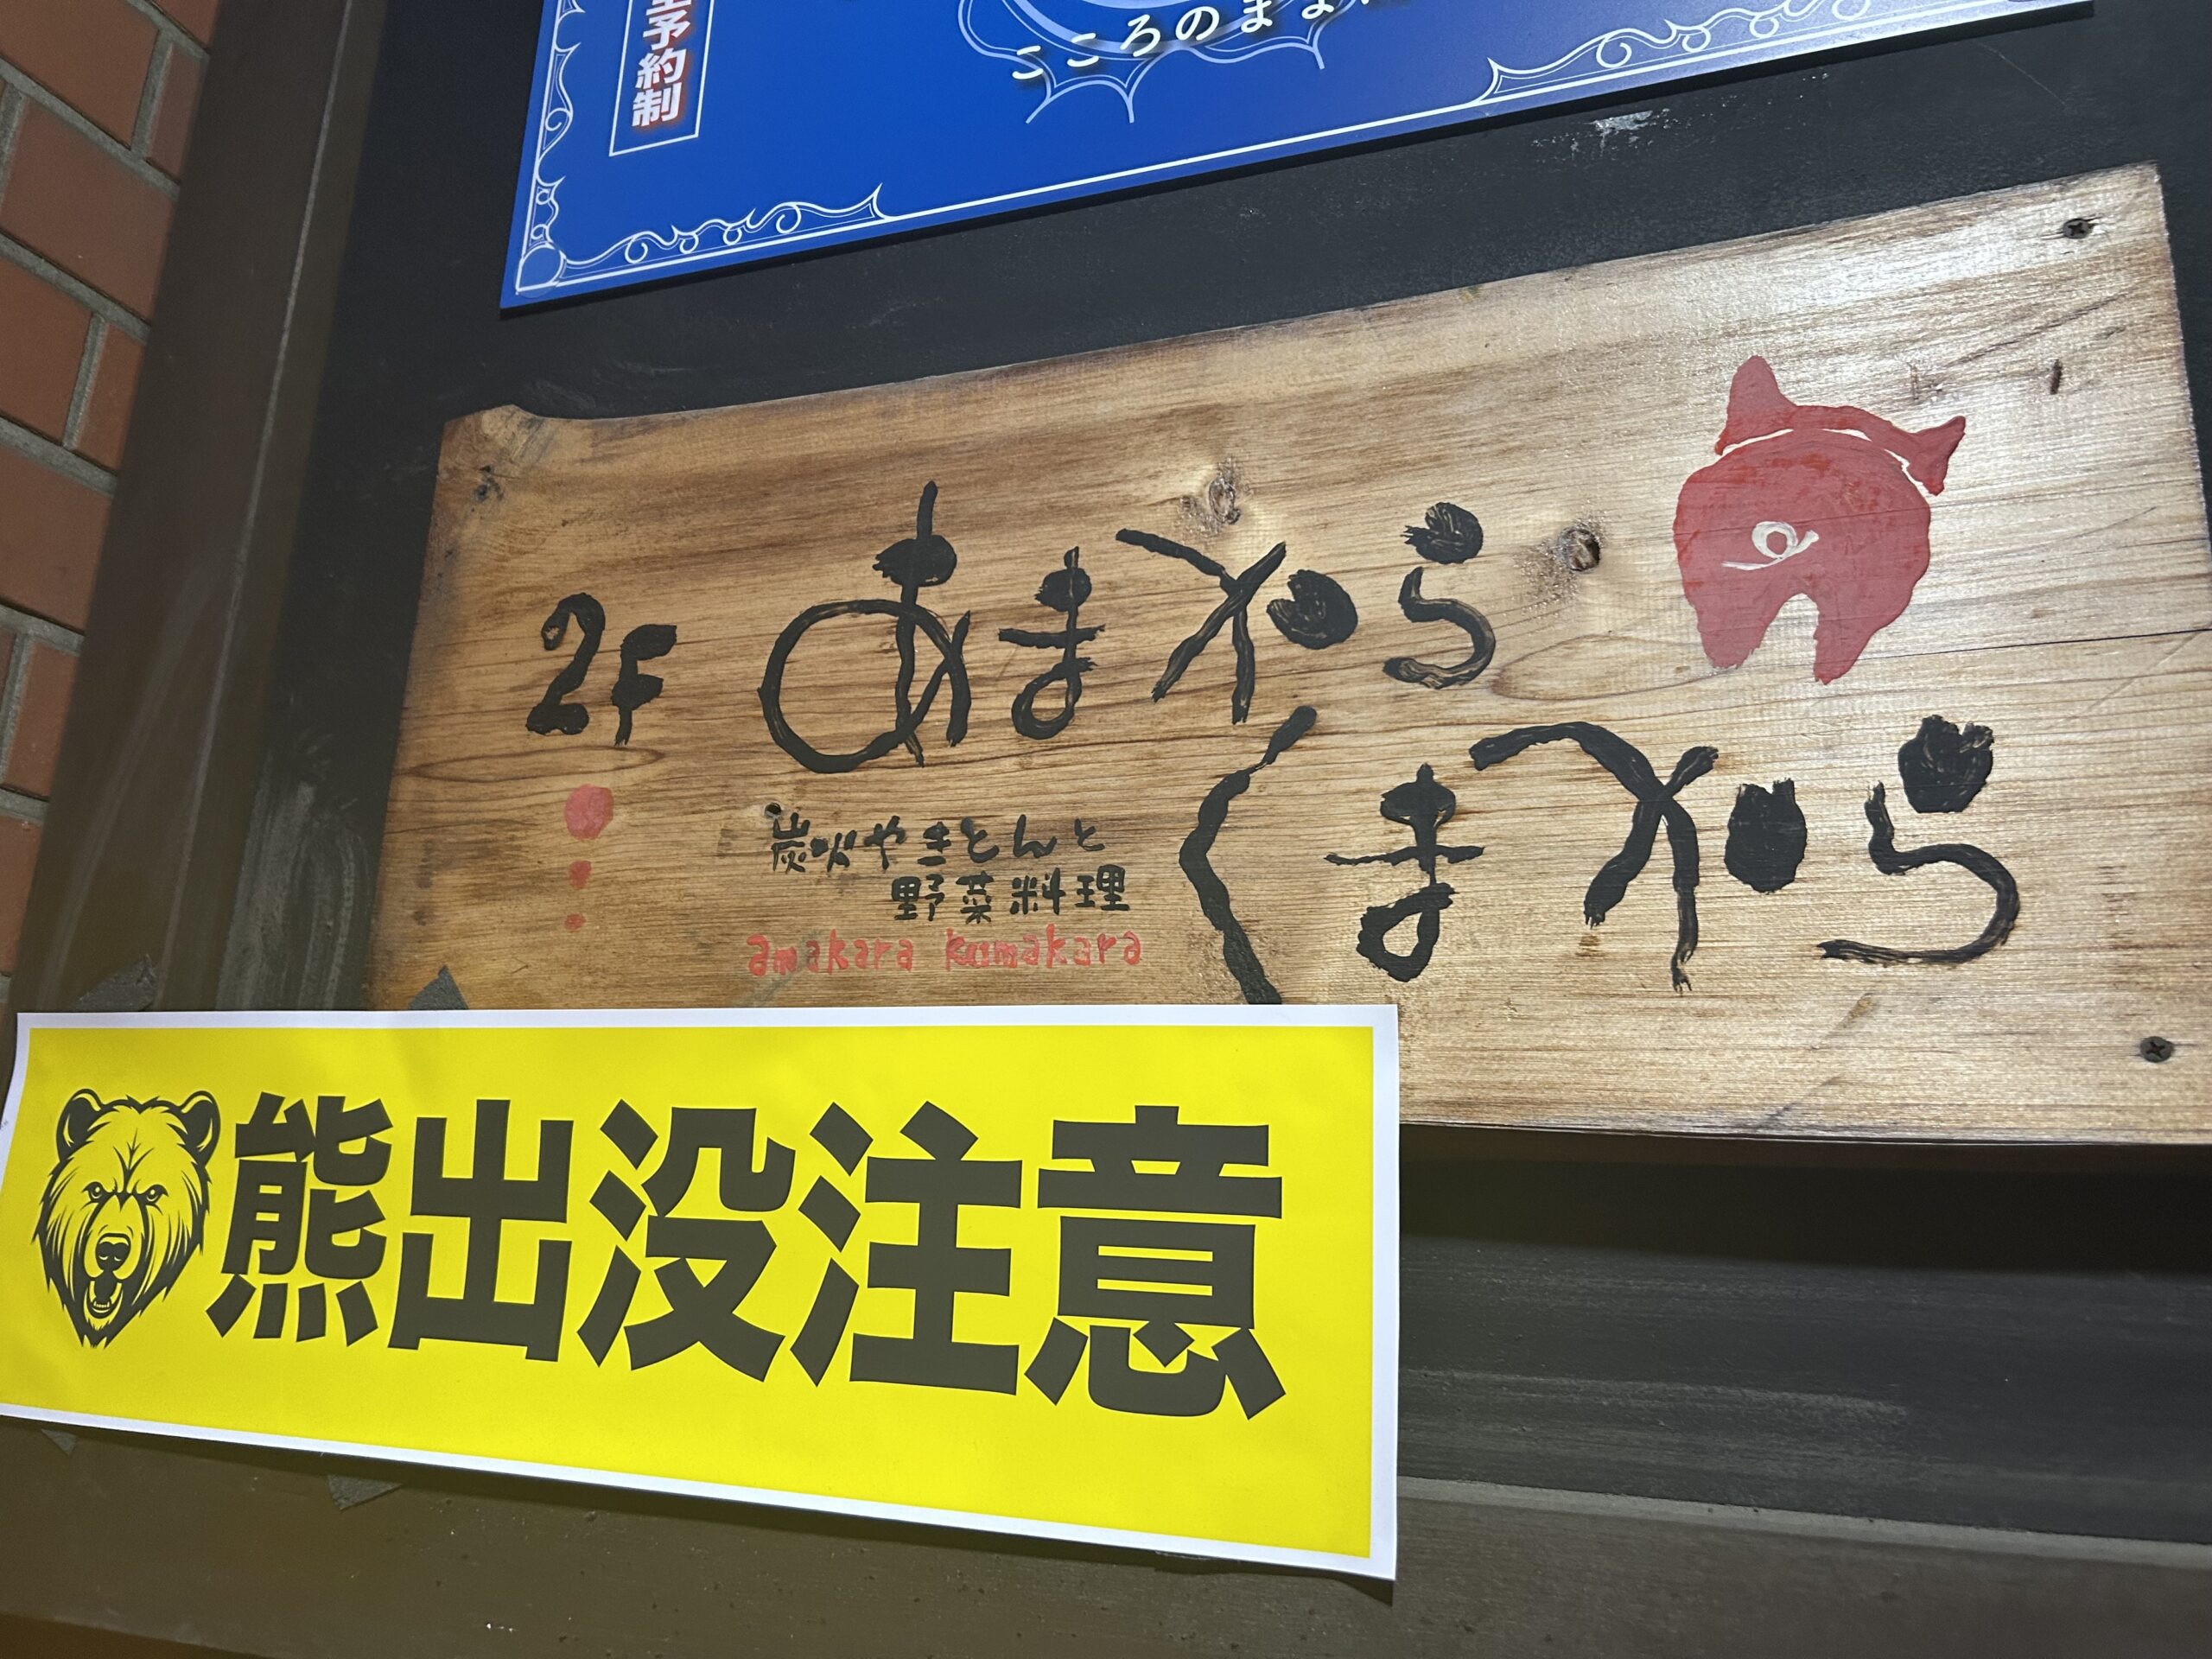 予約制
こころのまま
2F
あまから
くまから
炭火やきとんと
野菜料理
amakara kumakara
熊出没注意